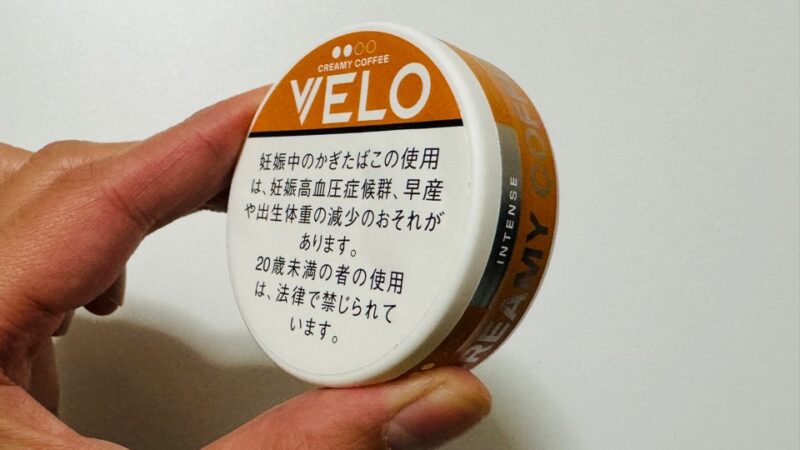 CREAMY COFFEE
VELO
妊娠中のかぎたばこの使用
は、妊娠高血圧症候群、早産
や出生体重の減少のおそれが
あります。
20歳未満の者の使用
は、法律で禁じられて
います。
INTENSE
CREAMY COFFEE